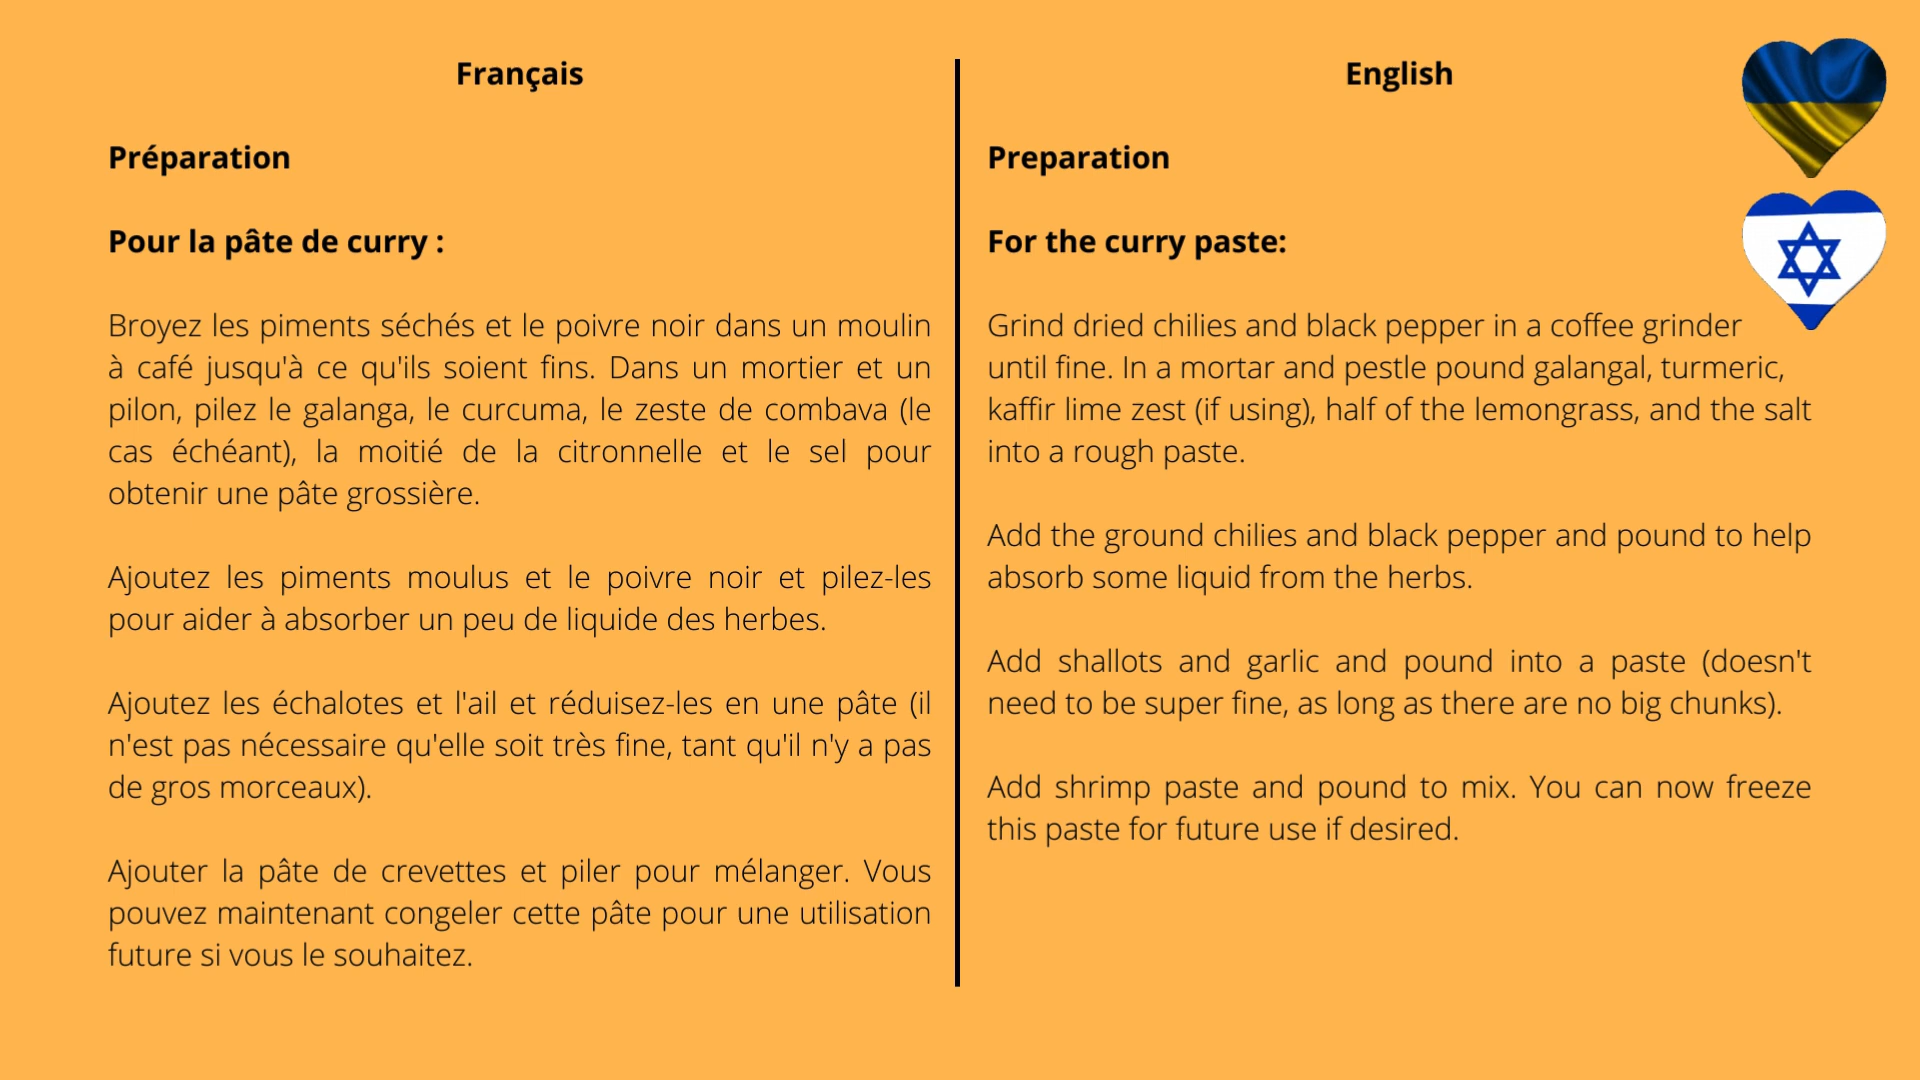 Français
Préparation
Pour la pâte de curry :
Broyez les piments séchés et le poivre noir dans un moulin
à café jusqu'à ce qu'ils soient fins. Dans un mortier et un
pilon, pilez le galanga, le curcuma, le zeste de combava (le
cas échéant), la moitié de la citronnelle et le sel pour
obtenir une pâte grossière.
Ajoutez les piments moulus et le poivre noir et pilez-les
pour aider à absorber un peu de liquide des herbes.
Ajoutez les échalotes et l'ail et réduisez-les en une pâte (il
n'est pas nécessaire qu'elle soit très fine, tant qu'il n'y a pas
de gros morceaux).
Ajouter la pâte de crevettes et piler pour mélanger. Vous
pouvez maintenant congeler cette pâte pour une utilisation
future si vous le souhaitez.
English
Preparation
For the curry paste:
Grind dried chilies and black pepper in a coffee grinder
until fine. In a mortar and pestle pound galangal, turmeric,
kaffir lime zest (if using), half of the lemongrass, and the salt
into a rough paste.
Add the ground chilies and black pepper and pound to help
absorb some liquid from the herbs.
Add shallots and garlic and pound into a paste (doesn't
need to be super fine, as long as there are no big chunks).
Add shrimp paste and pound to mix. You can now freeze
this paste for future use if desired.